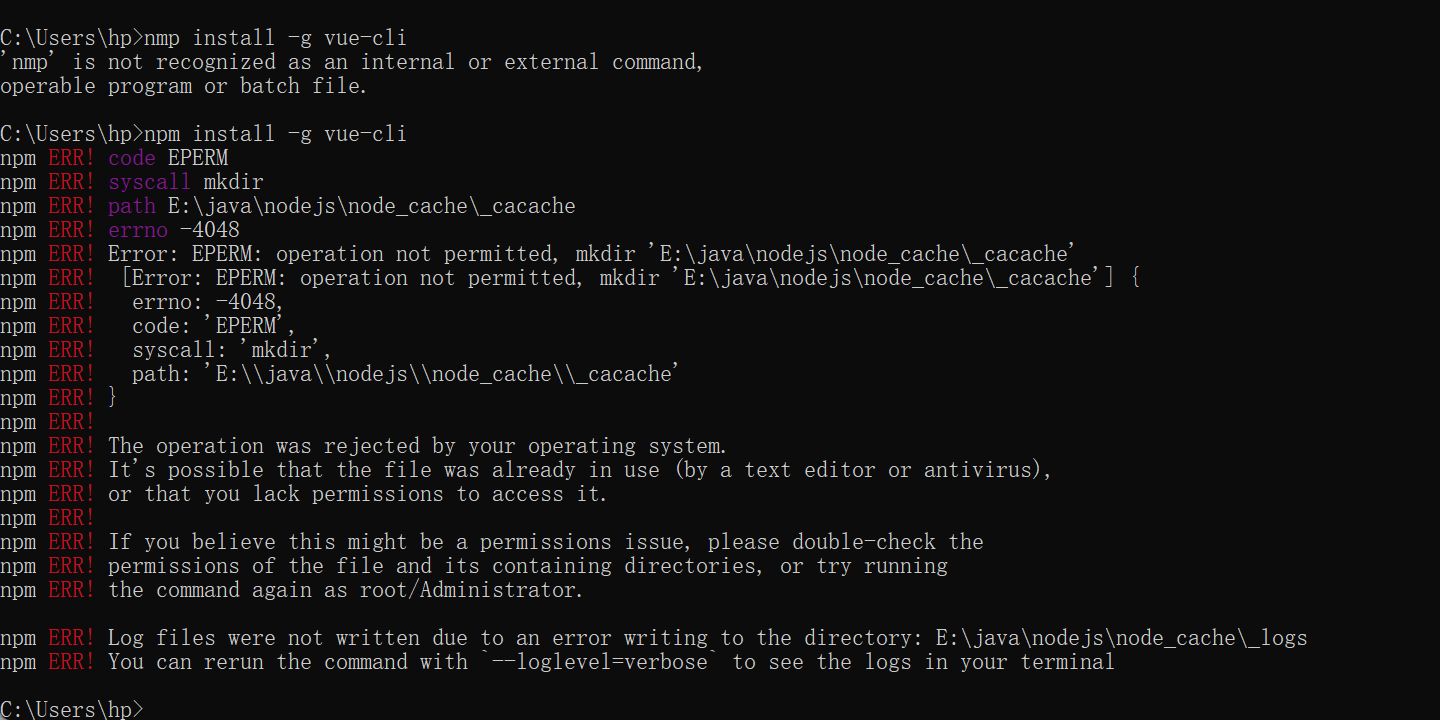 C:\Users\hp>nmp install -g vue-cli
'nmp' is not recognized as an internal or external command,
operable program or batch file.
C:\Users\hp>npm install -g vue-cli
npm ERR! code EPERM
npm ERR! syscall mkdir
npm ERR! path E:\java\nodejs\node_cache\_cacache
npm ERR! errno -4048
npm ERR! Error: EPERM: operation not permitted, mkdir 'E:\java\nodejs\node_cache\_cacache'
npm ERR!  [Error: EPERM: operation not permitted, mkdir 'E:\java\nodejs\node_cache\_cacache'] {
npm ERR!   errno: -4048,
npm ERR!   code: 'EPERM',
npm ERR!   syscall: 'mkdir',
npm ERR!   path: 'E:\\java\\nodejs\\node_cache\\_cacache'
npm ERR! }
npm ERR!
npm ERR! The operation was rejected by your operating system.
npm ERR! It's possible that the file was already in use (by a text editor or antivirus),
npm ERR! or that you lack permissions to access it.
npm ERR!
npm ERR! If you believe this might be a permissions issue, please double-check the
npm ERR! permissions of the file and its containing directories, or try running
npm ERR! the command again as root/Administrator.
npm ERR! Log files were not written due to an error writing to the directory: E:\java\nodejs\node_cache\_logs
npm ERR! You can rerun the command with `--loglevel=verbose` to see the logs in your terminal
C:\Users\hp>